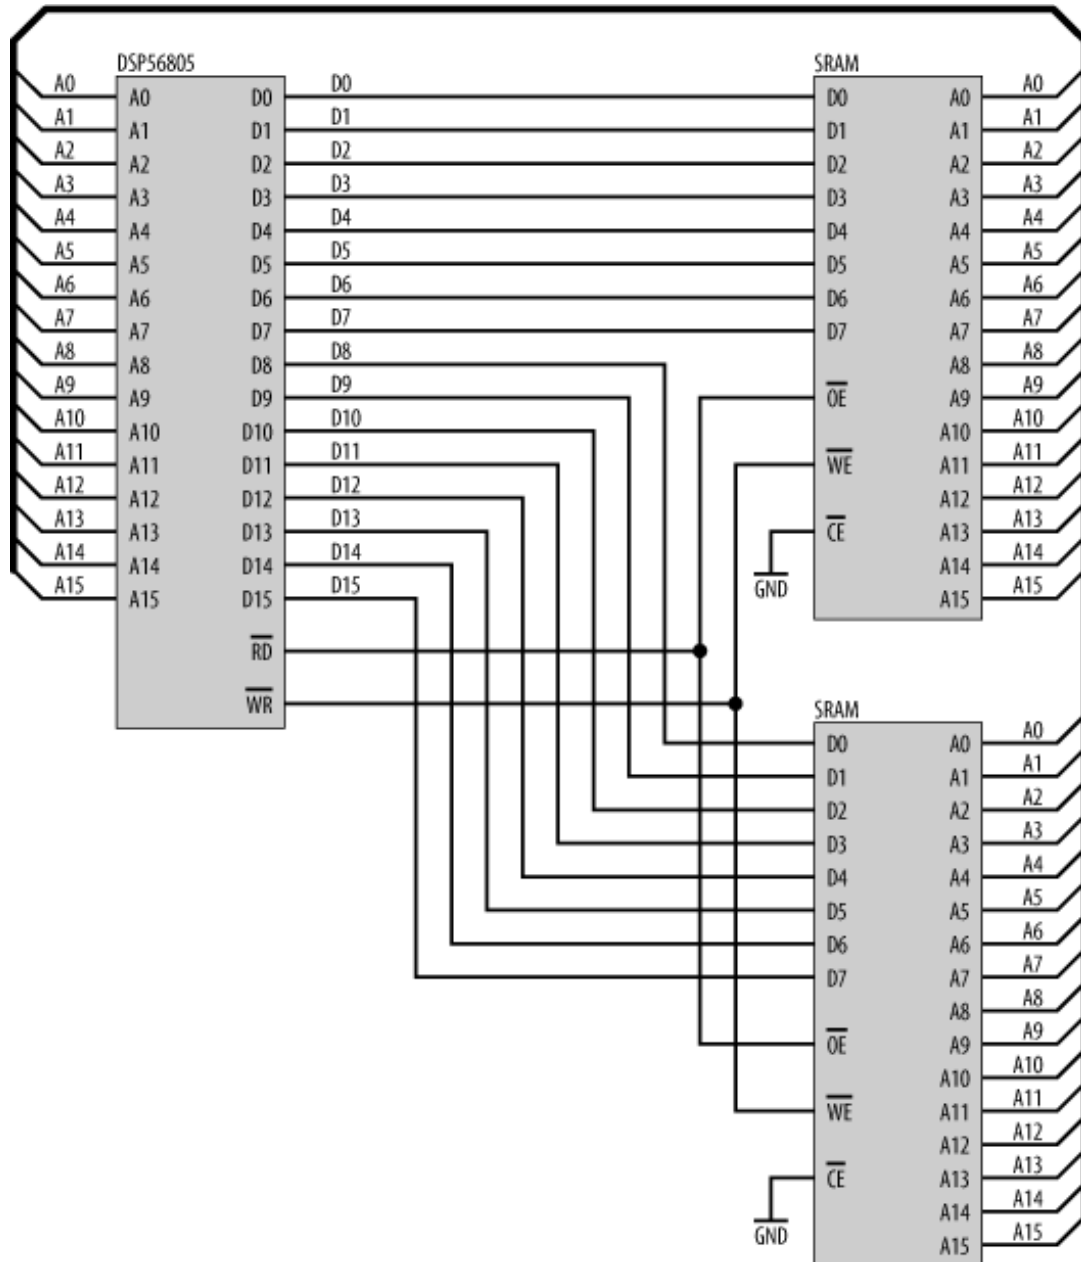 DSP56805 SRAM
A0 A0 D0 D0 D0 A0 A0
A1 A1 D1 D1 D1 A1 A1
A2 A2 D2 D2 D2 A2 A2
A3 A3 D3 D3 D3 A3 A3
A4 A4 D4 D4 D4 A4 A4
A5 A5 D5 D5 D5 A5 A5
A6 A6 D6 D6 D6 A6 A6
A7 A7 D7 D7 D7 A7 A7
A8 A8 D8 D8 A8 A8
A9 A9 D9 D9 OE A9 A9
A10 A10 D10 D10 A10 A10
A11 A11 D11 D11 WE A11 A11
A12 A12 D12 D12 A12 A12
A13 A13 D13 D13 CE A13 A13
A14 A14 D14 D14 A14 A14
A15 A15 D15 D15 GND A15 A15
RD
WR
SRAM
D0 A0 A0
D1 A1 A1
D2 A2 A2
D3 A3 A3
D4 A4 A4
D5 A5 A5
D6 A6 A6
D7 A7 A7
A8 A8
OE A9 A9
A10 A10
WE A11 A11
A12 A12
CE A13 A13
A14 A14
GND A15 A15